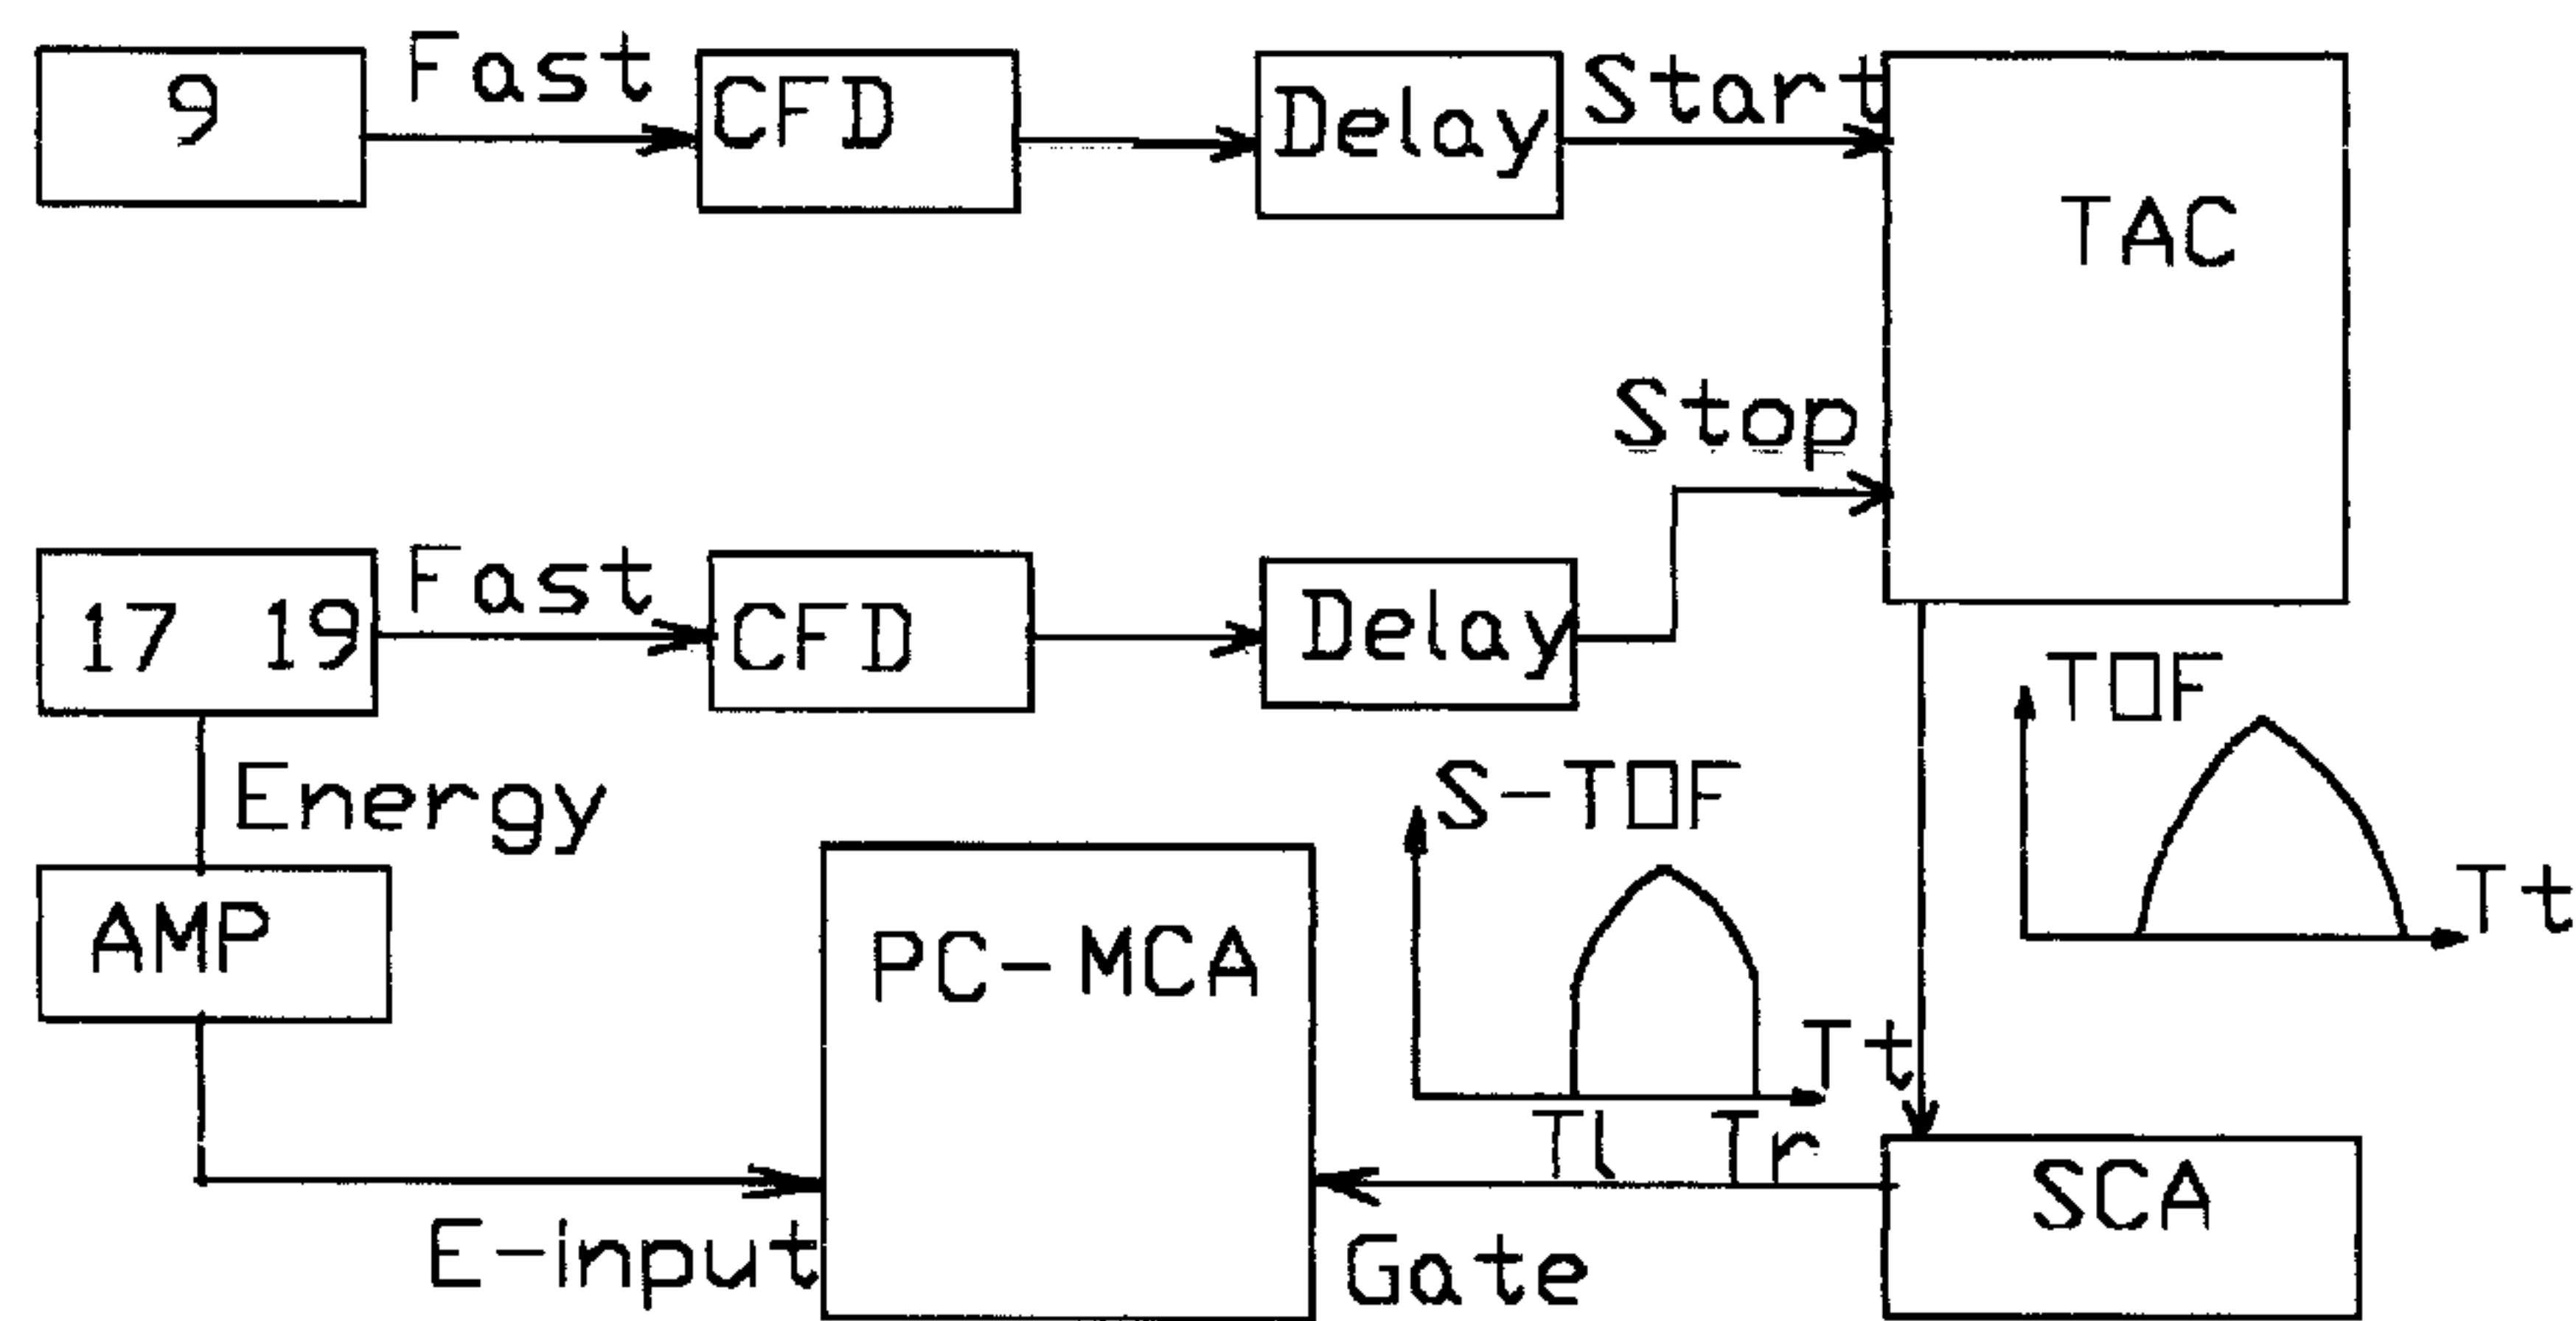 9
Fast
CFD
Delay
Start
TAC
Stop
17 19
Fast
CFD
Delay
TOF
Tt
Energy
S-TOF
Tt
Tl Tr
AMP
PC-MCA
SCA
E-input
Gate